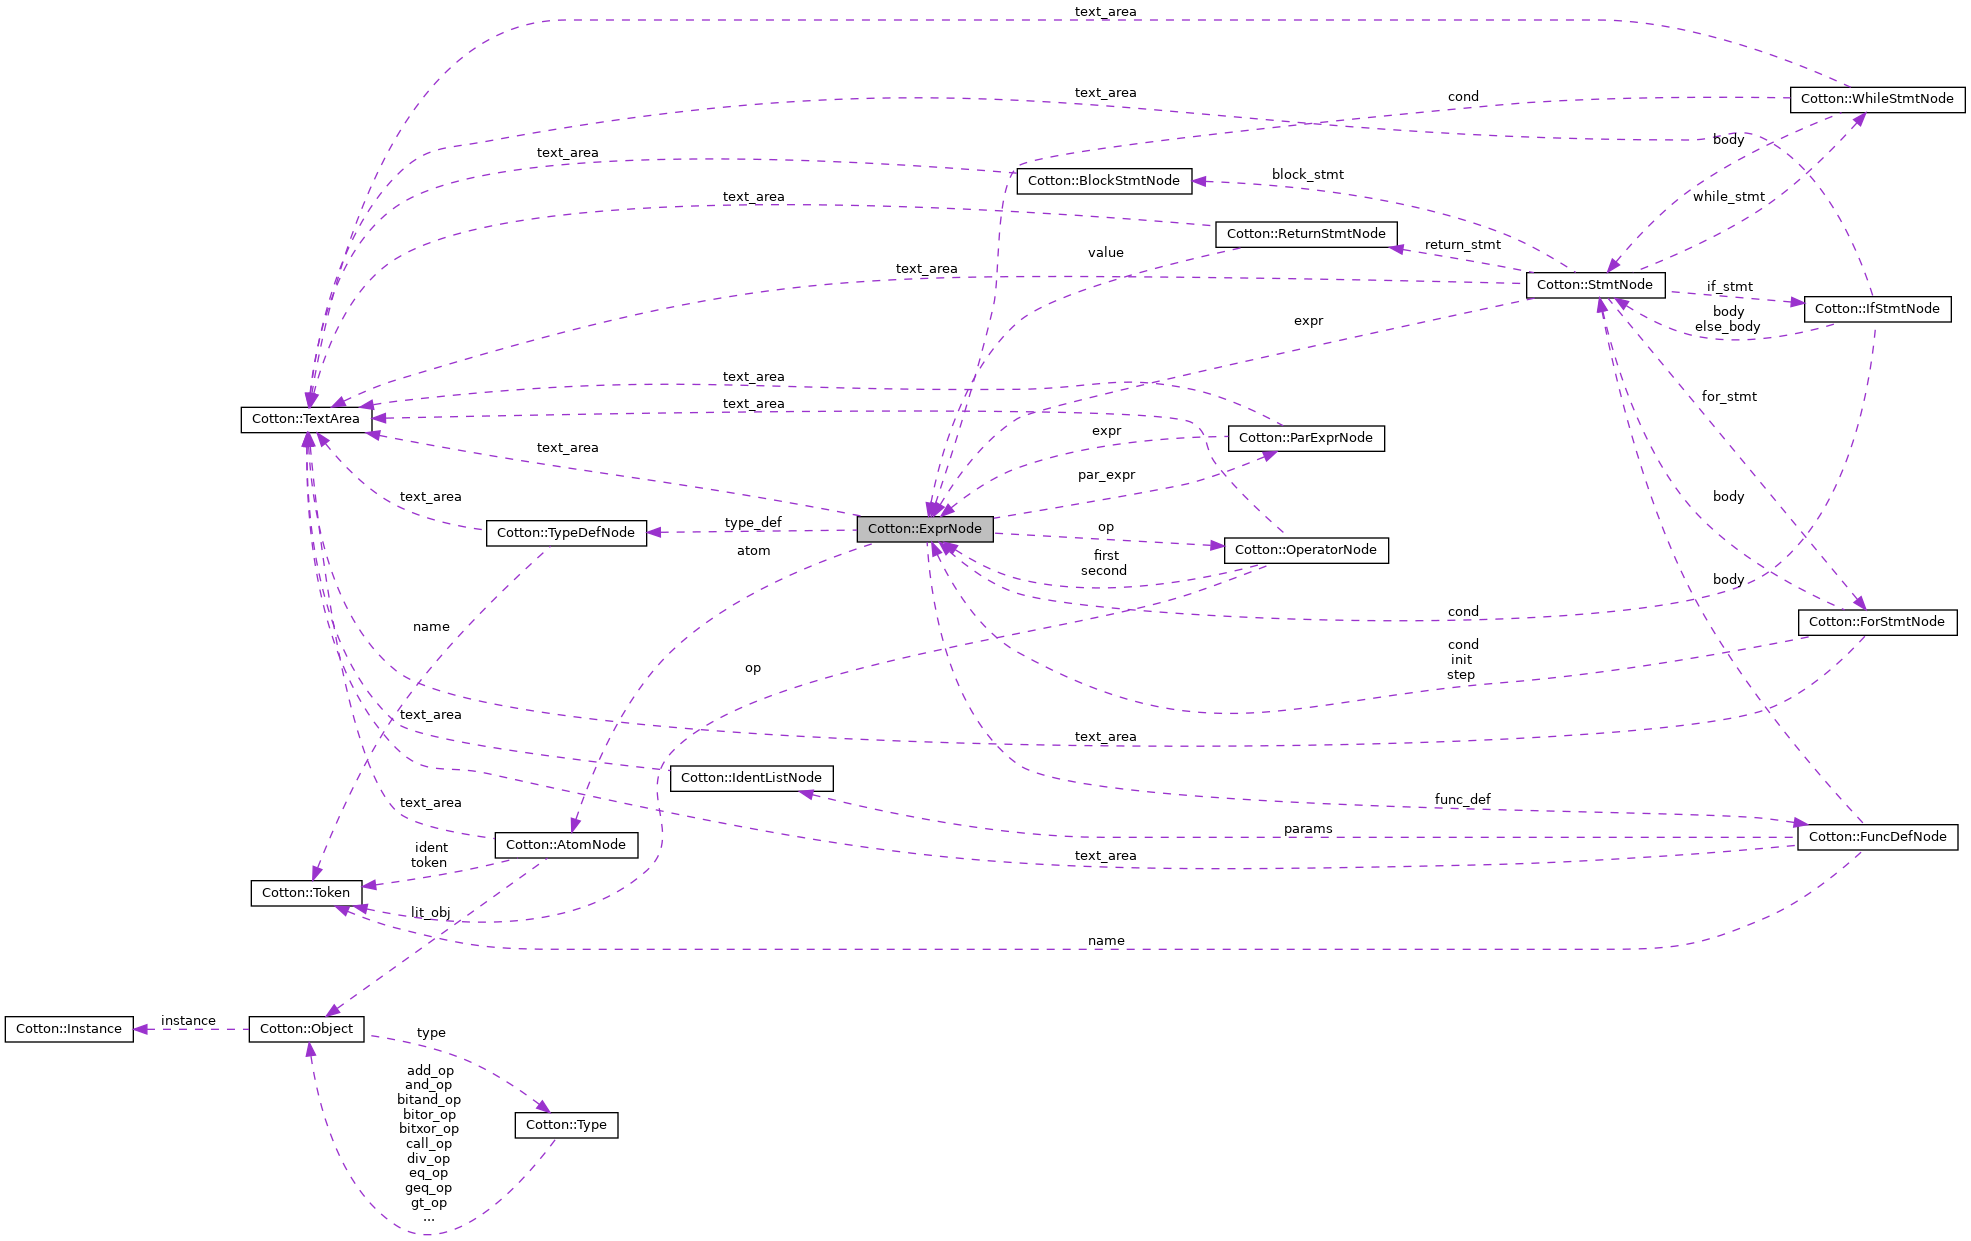 text_area
text_area
cond
Cotton::WhileStmtNode
body
text_area
Cotton::BlockStmtNode
block_stmt
while_stmt
text_area
Cotton::ReturnStmtNode
return_stmt
value
text_area
Cotton::StmtNode
if_stmt
Cotton::IfStmtNode
body
else_body
expr
text_area
for_stmt
text_area
Cotton::TextArea
expr
Cotton::ParExprNode
text_area
par_expr
text_area
body
type_def
Cotton::ExprNode
op
Cotton::TypeDefNode
atom
Cotton::OperatorNode
first
second
body
cond
name
Cotton::ForStmtNode
cond
init
step
op
text_area
text_area
Cotton::IdentListNode
text_area
func_def
params
Cotton::FuncDefNode
ident
token
Cotton::AtomNode
text_area
Cotton::Token
lit_obj
name
instance
Cotton::Instance
Cotton::Object
type
add_op
and_op
bitand_op
bitor_op
bitxor_op
call_op
div_op
eq_op
geq_op
gt_op
...
Cotton::Type